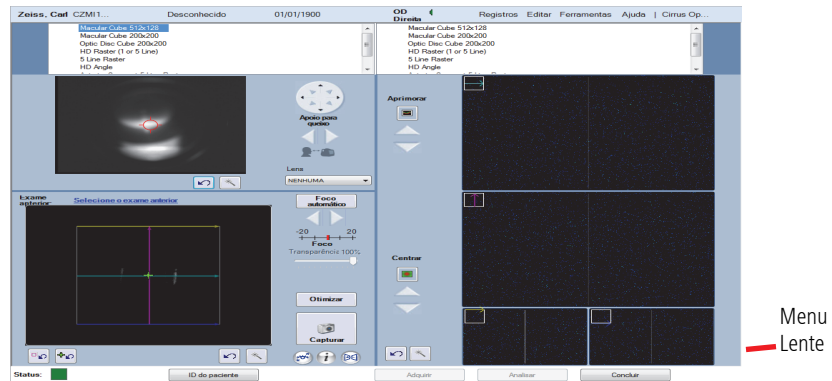 Zeiss, Carl CZMI1... Desconhecido 01/01/1900 OD Direita Registros Editar Ferramentas Ajuda | Cirrus Op...
Macular Cube 512x128
Macular Cube 200x200
Optic Disc Cube 200x200
HD Raster (1 or 5 Line)
5 Line Raster
HD Angle
Macular Cube 512x128
Macular Cube 200x200
Optic Disc Cube 200x200
HD Raster (1 or 5 Line)
5 Line Raster
HD Angle
Apoio para
queixo
Lens
NENHUMA
Aprimorar
Exame
anterior:
Selecione o exame anterior
Foco
automático
-20 20
Foco
Transparência 100%
Otimizar
Capturar
Centrar
Menu
Lente
Status:
ID do paciente
Adquirir
Analisar
Concluir